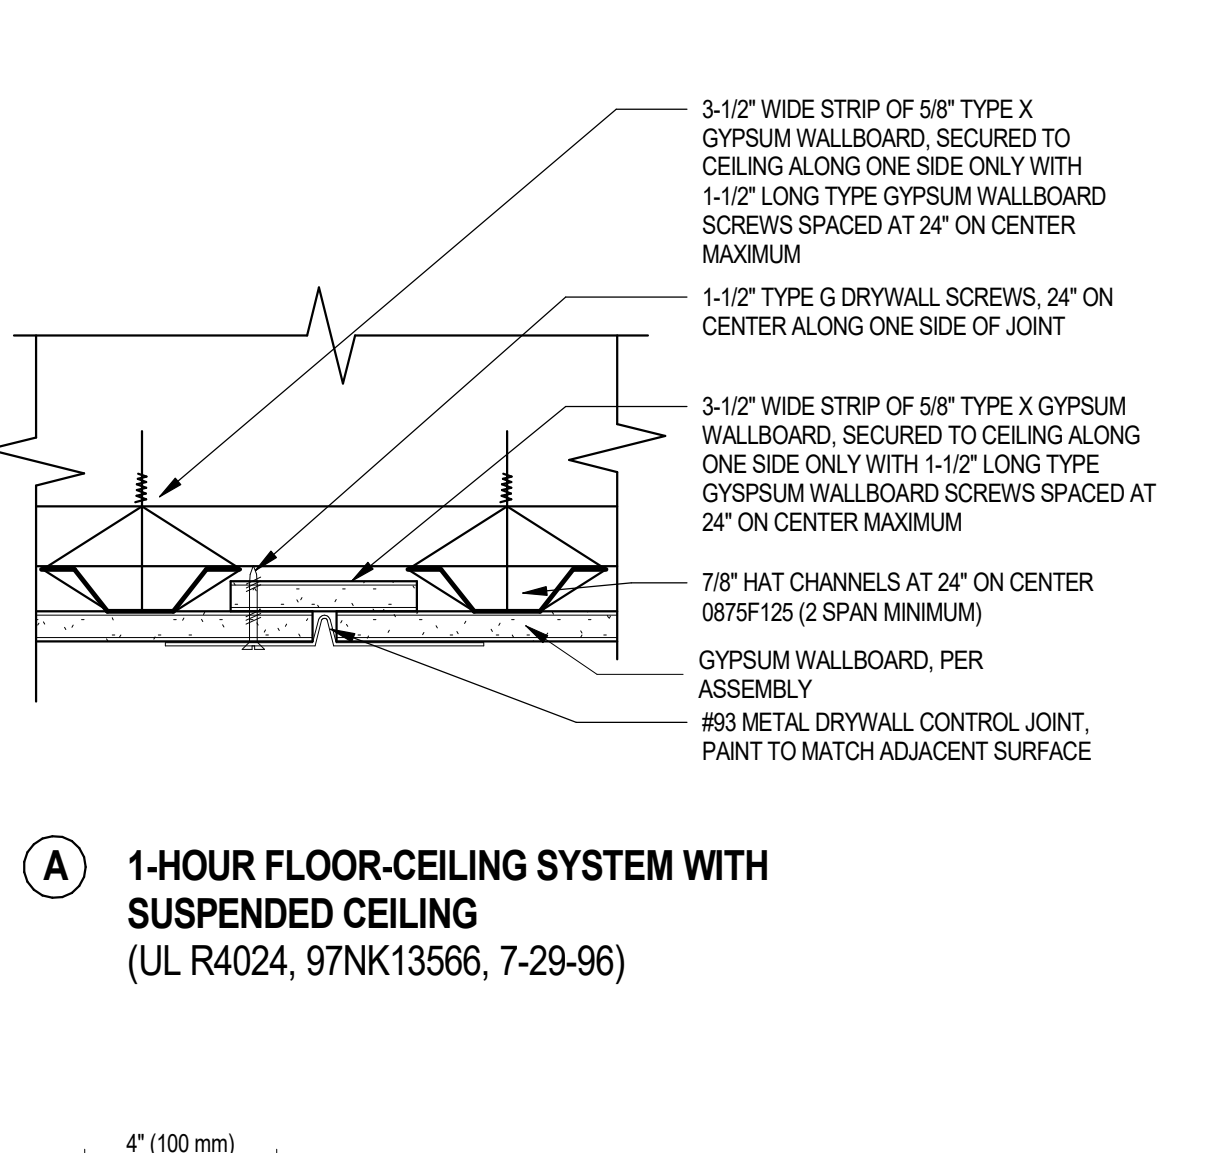 3-1/2" WIDE STRIP OF 5/8" TYPE X
GYPSUM WALLBOARD, SECURED TO
CEILING ALONG ONE SIDE ONLY WITH
1-1/2" LONG TYPE GYPSUM WALLBOARD
SCREWS SPACED AT 24" ON CENTER
MAXIMUM
1-1/2" TYPE G DRYWALL SCREWS, 24" ON
CENTER ALONG ONE SIDE OF JOINT
3-1/2" WIDE STRIP OF 5/8" TYPE X GYPSUM
WALLBOARD, SECURED TO CEILING ALONG
ONE SIDE ONLY WITH 1-1/2" LONG TYPE
GYSPSUM WALLBOARD SCREWS SPACED AT
24" ON CENTER MAXIMUM
7/8" HAT CHANNELS AT 24" ON CENTER
0875F125 (2 SPAN MINIMUM)
GYPSUM WALLBOARD, PER
ASSEMBLY
#93 METAL DRYWALL CONTROL JOINT,
PAINT TO MATCH ADJACENT SURFACE
A
1-HOUR FLOOR-CEILING SYSTEM WITH
SUSPENDED CEILING
(UL R4024, 97NK13566, 7-29-96)
4" (100 mm)